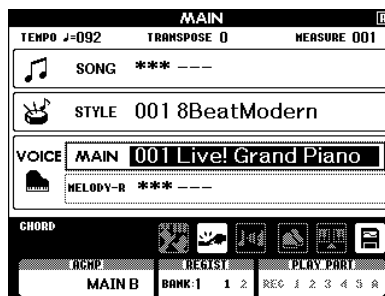 MAIN
TEMPO ♩=092 TRANSPOSE 0 MEASURE 001
SONG *** ---
STYLE 001 8BeatModern
VOICE MAIN 001 Live! Grand Piano
MELODY-R *** ---
CHORD
ACMP REGIST PLAY PART
MAIN B BANK:1 1 2 REC 1 2 3 4 5 A